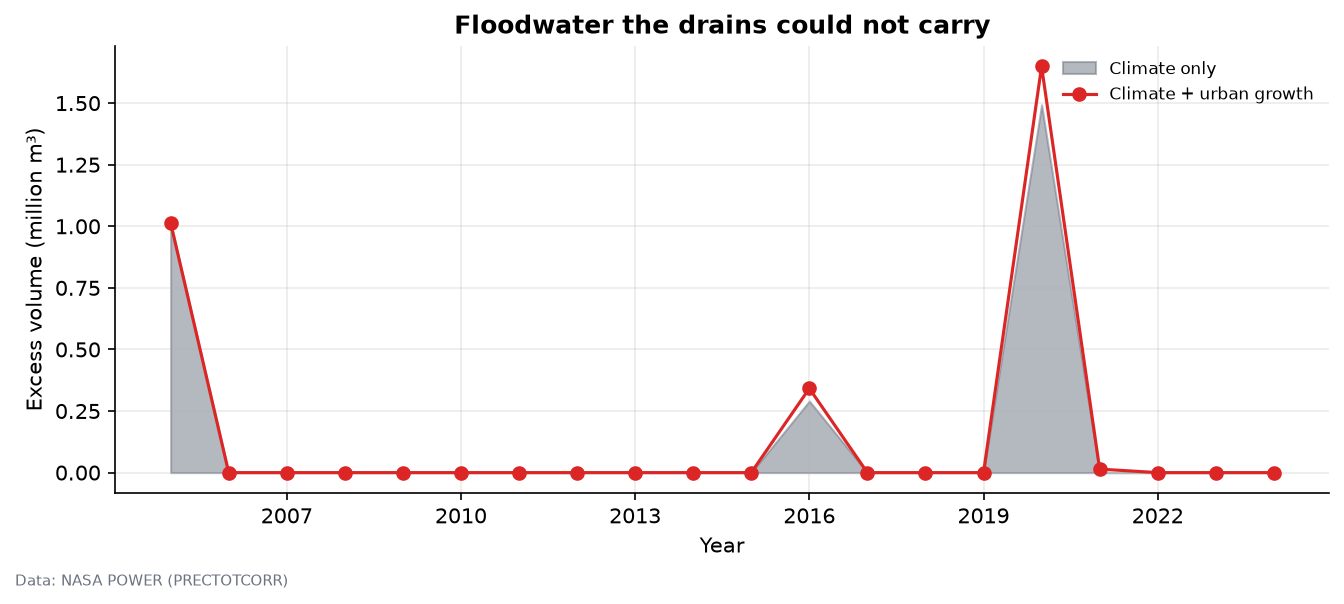 Floodwater the drains could not carry
Climate only
Climate + urban growth
Excess volume (million m³)
1.50
1.25
1.00
0.75
0.50
0.25
0.00
2007 2010 2013 2016 2019 2022
Year
Data: NASA POWER (PRECTOTCORR)